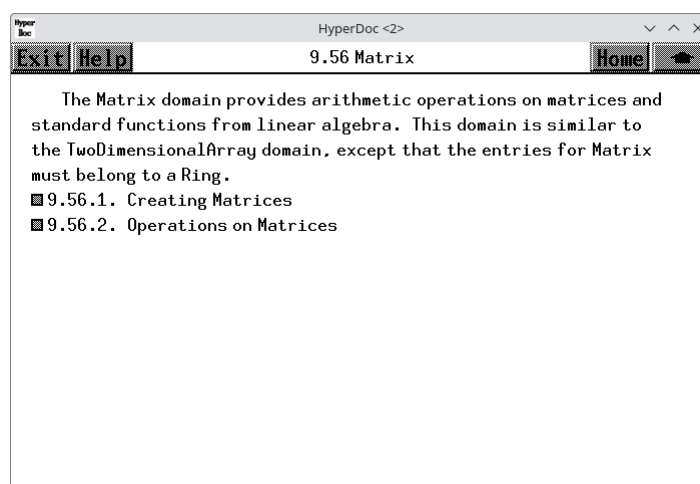 Hyper
Doc
HyperDoc <2>
Exit Help 9.56 Matrix Home
The Matrix domain provides arithmetic operations on matrices and
standard functions from linear algebra. This domain is similar to
the TwoDimensionalArray domain, except that the entries for Matrix
must belong to a Ring.
9.56.1. Creating Matrices
9.56.2. Operations on Matrices